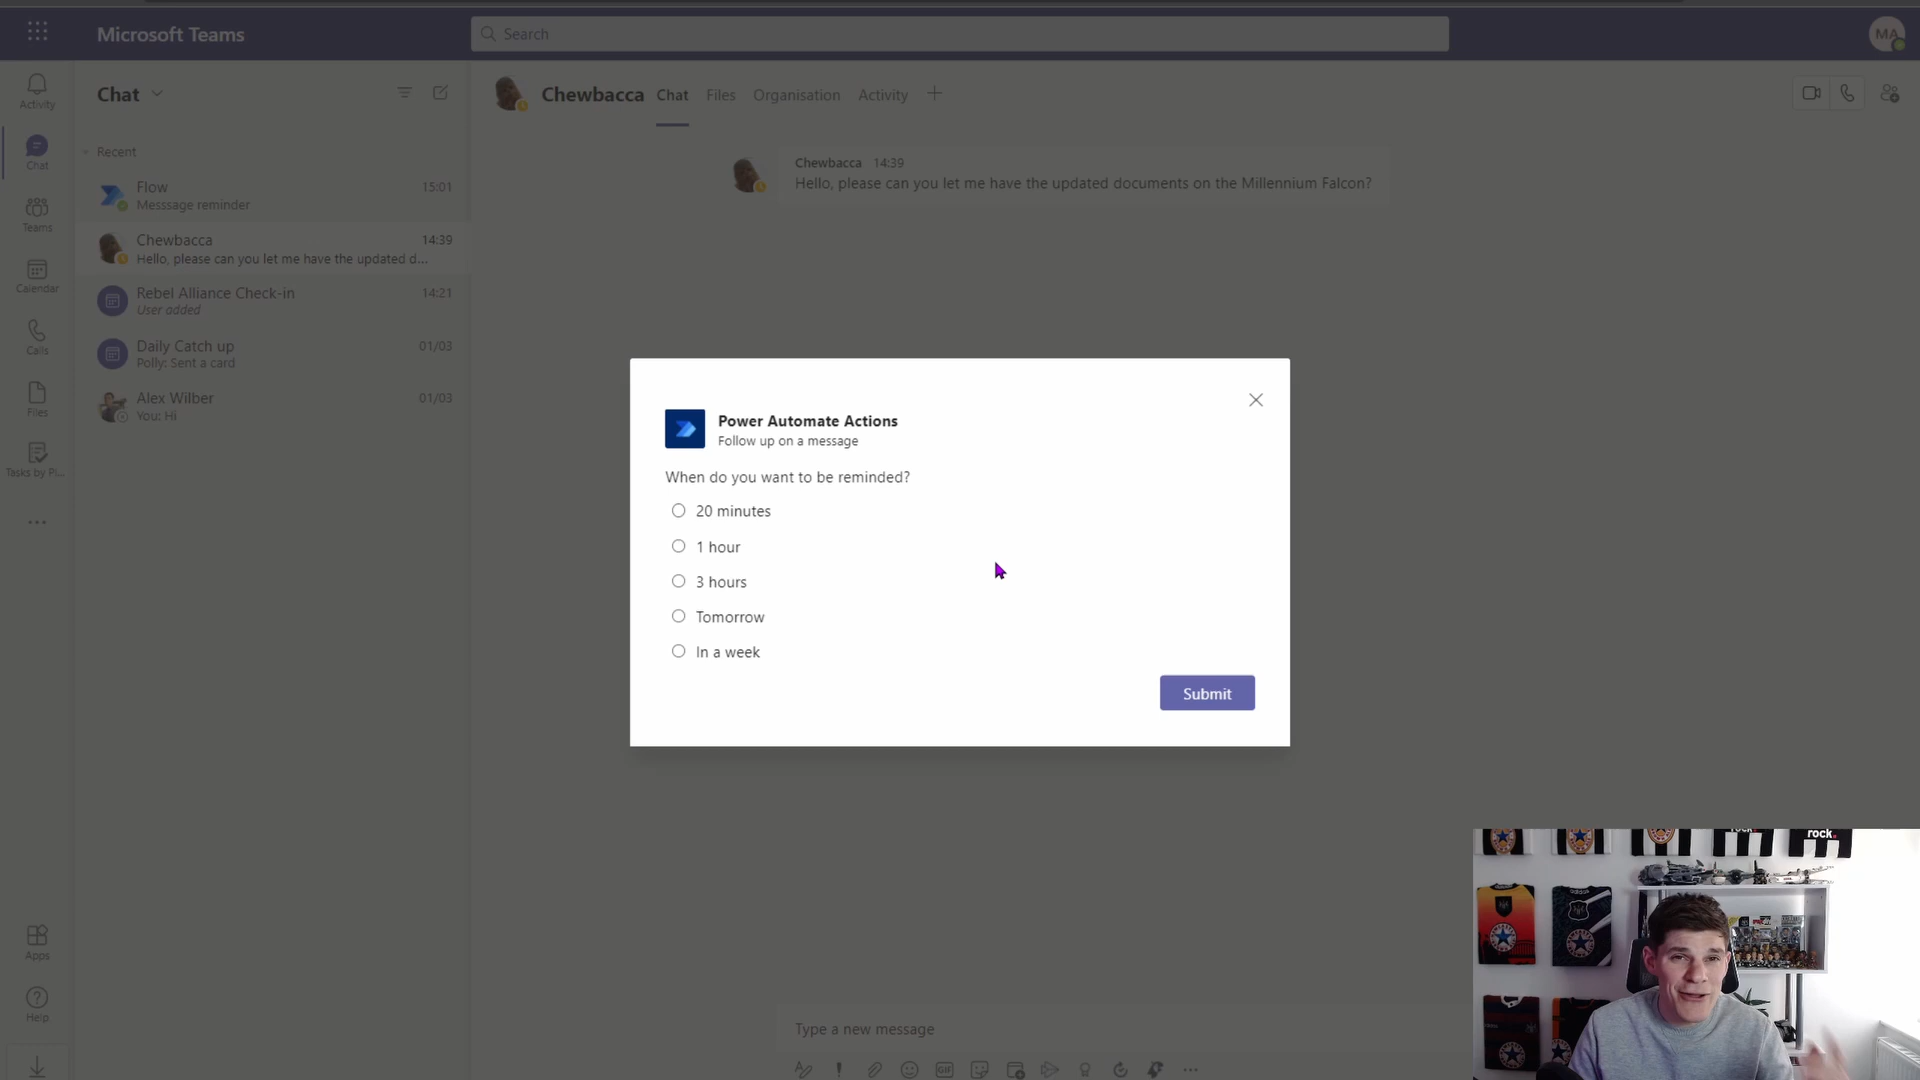 Microsoft Teams
Search
MA
Activity
Chat
Teams
Calendar
Calls
Files
Tasks by Pl...
Apps
Help
Chat
Recent
Flow 15:01
Messsage reminder
Chewbacca 14:39
Hello, please can you let me have the updated d...
Rebel Alliance Check-in 14:21
User added
Daily Catch up 01/03
Polly: Sent a card
Alex Wilber 01/03
You: Hi
Chewbacca Chat Files Organisation Activity
Chewbacca 14:39
Hello, please can you let me have the updated documents on the Millennium Falcon?
Power Automate Actions
Follow up on a message
When do you want to be reminded?
20 minutes
1 hour
3 hours
Tomorrow
In a week
Submit
Type a new message
GIF
rock.
adidas